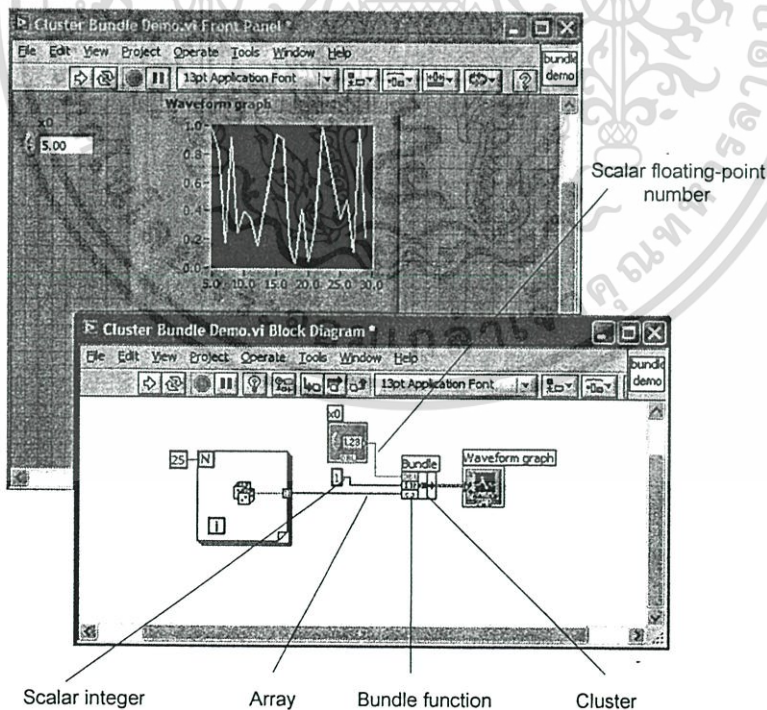 Cluster Bundle Demo.vi Front Panel *
File Edit View Project Operate Tools Window Help
13pt Application Font
bundle
demo
x0
5.00
Waveform graph
1.0
0.8
0.6
0.4
0.2
0.0
5.0 10.0 15.0 20.0 25.0 30.0
Scalar floating-point
number
Cluster Bundle Demo.vi Block Diagram *
File Edit View Project Operate Tools Window Help
13pt Application Font
bundle
demo
x0
1.23
25
N
i
1
Bundle
Waveform graph
Scalar integer
Array
Bundle function
Cluster